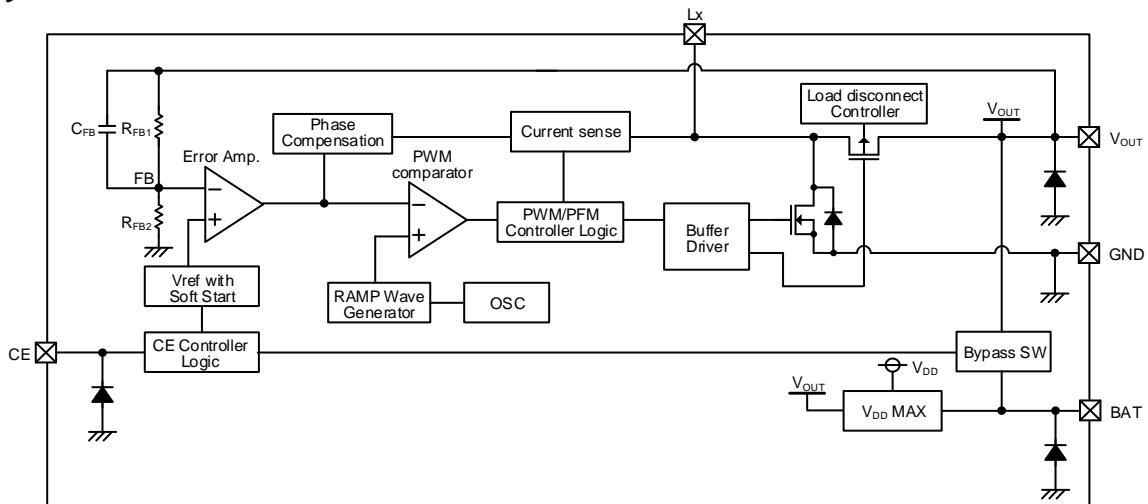 Lx
Load disconnect
Controller
VOUT
CFB
RFB1
Phase
Compensation
Current sense
VOUT
Error Amp.
PWM
comparator
FB
−
−
RFB2
+
+
PWM/PFM
Controller Logic
Buffer
Driver
GND
Vref with
Soft Start
RAMP Wave
Generator
OSC
CE
CE Controller
Logic
Bypass SW
VDD
VOUT
VDD MAX
BAT